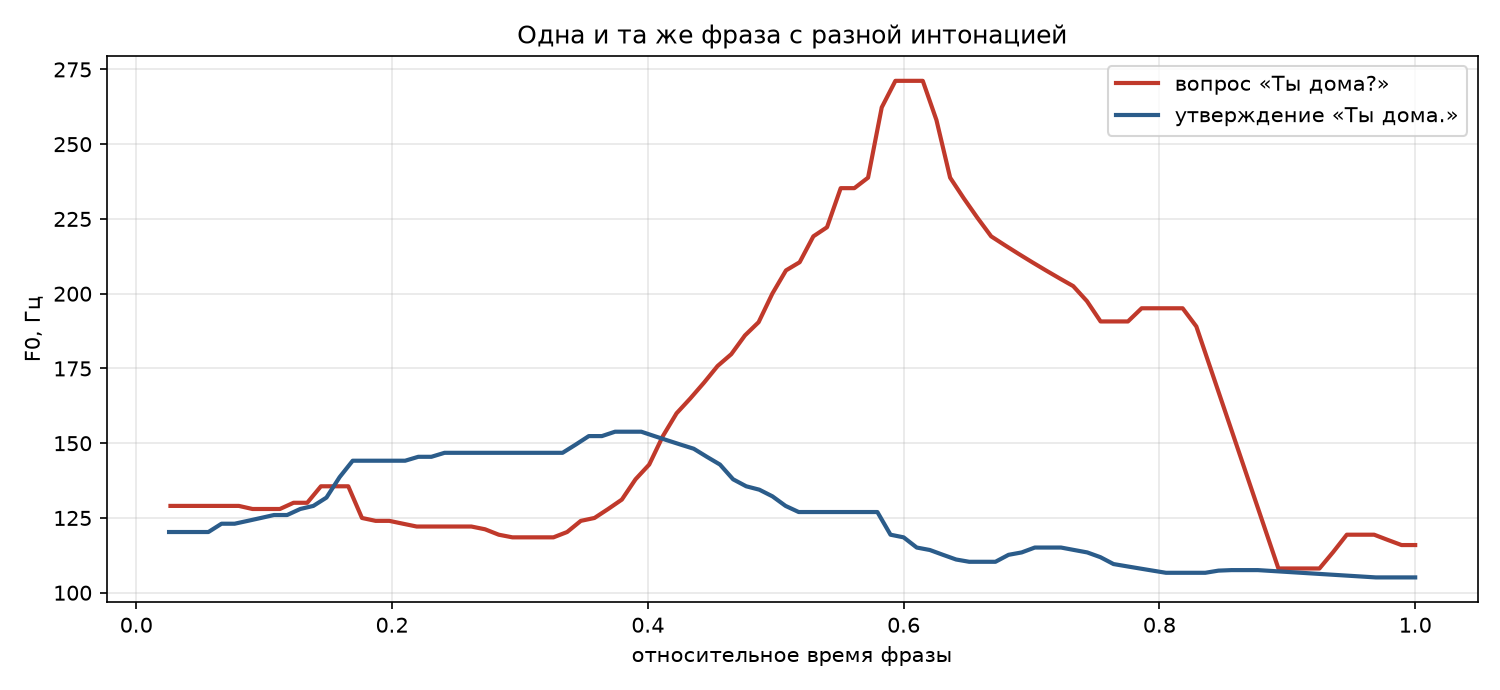 Одна и та же фраза с разной интонацией
вопрос «Ты дома?»
утверждение «Ты дома.»
F0, Гц
275
250
225
200
175
150
125
100
0.0 0.2 0.4 0.6 0.8 1.0
относительное время фразы